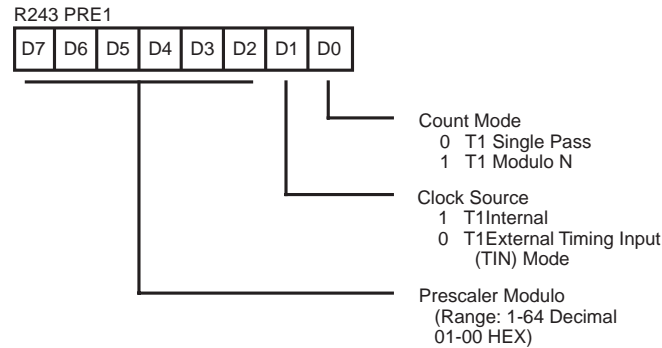 R243 PRE1
D7 D6 D5 D4 D3 D2 D1 D0
Count Mode
0 T1 Single Pass
1 T1 Modulo N
Clock Source
1 T1Internal
0 T1External Timing Input
(TIN) Mode
Prescaler Modulo
(Range: 1-64 Decimal
01-00 HEX)